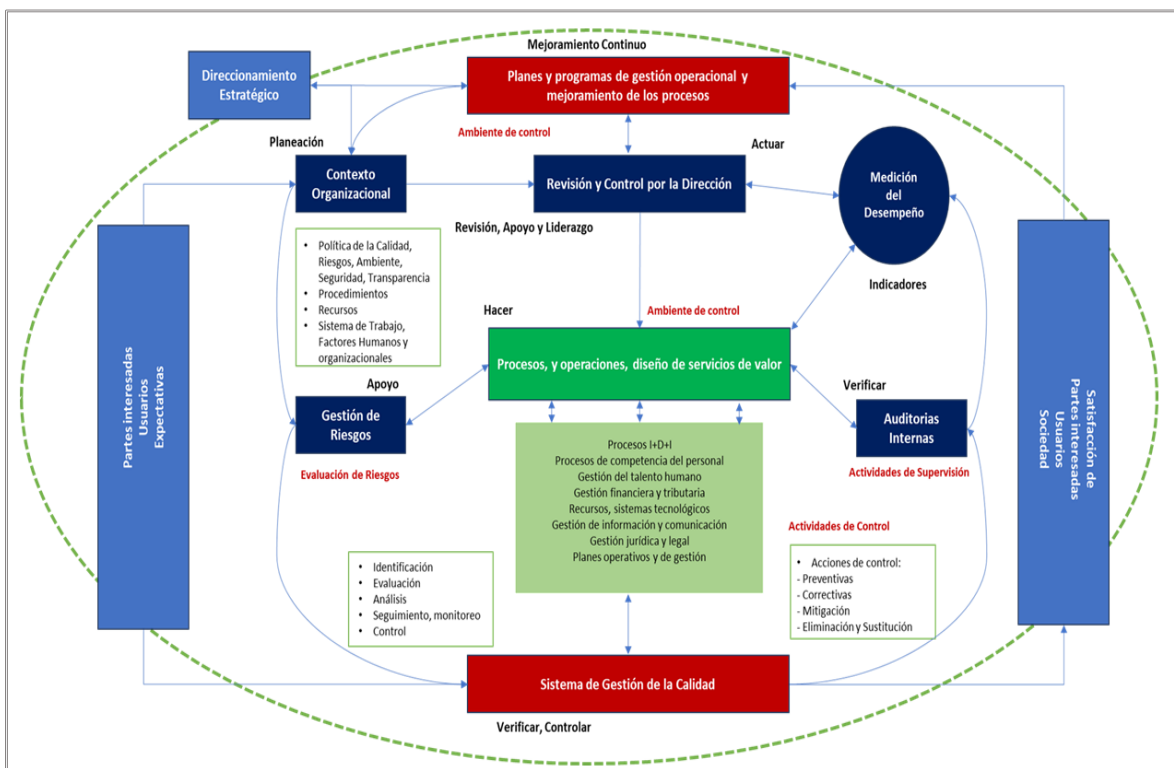 Mejoramiento Continuo
Direccionamiento
Estratégico
Planes y programas de gestión operacional y
mejoramiento de los procesos
Ambiente de control
Planeación
Actuar
Contexto
Organizacional
Revisión y Control por la Dirección
Medición
del
Desempeño
Revisión, Apoyo y Liderazgo
• Política de la Calidad,
Riesgos, Ambiente,
Seguridad, Transparencia
• Procedimientos
• Recursos
• Sistema de Trabajo,
Factores Humanos y
organizacionales
Indicadores
Hacer
Ambiente de control
Partes interesadas
Usuarios
Expectativas
Procesos, y operaciones, diseño de servicios de valor
Satisfacción de
Partes interesadas
Usuarios
Sociedad
Apoyo
Verificar
Gestión de
Riesgos
Auditorias
Internas
Evaluación de Riesgos
Actividades de Supervisión
Procesos I+D+I
Procesos de competencia del personal
Gestión del talento humano
Gestión financiera y tributaria
Recursos, sistemas tecnológicos
Gestión de información y comunicación
Gestión jurídica y legal
Planes operativos y de gestión
Actividades de Control
• Identificación
• Evaluación
• Análisis
• Seguimiento, monitoreo
• Control
• Acciones de control:
- Preventivas
- Correctivas
- Mitigación
- Eliminación y Sustitución
Sistema de Gestión de la Calidad
Verificar, Controlar